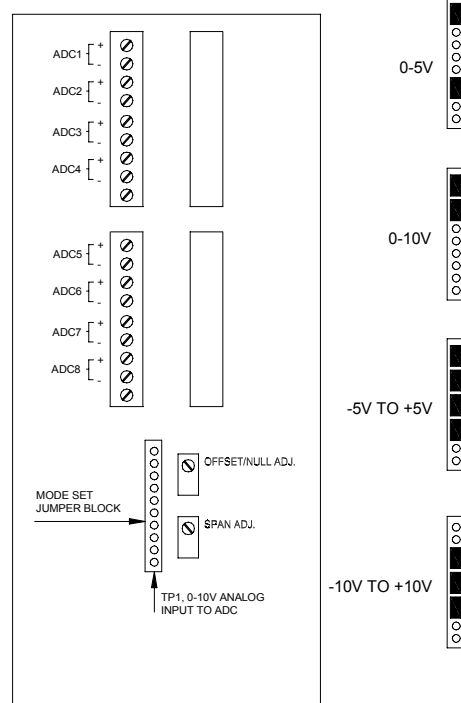 ADC1 + -
ADC2 + -
ADC3 + -
ADC4 + -
ADC5 + -
ADC6 + -
ADC7 + -
ADC8 + -
OFFSET/NULL ADJ.
MODE SET
JUMPER BLOCK
SPAN ADJ.
TP1, 0-10V ANALOG
INPUT TO ADC
0-5V
0-10V
-5V TO +5V
-10V TO +10V